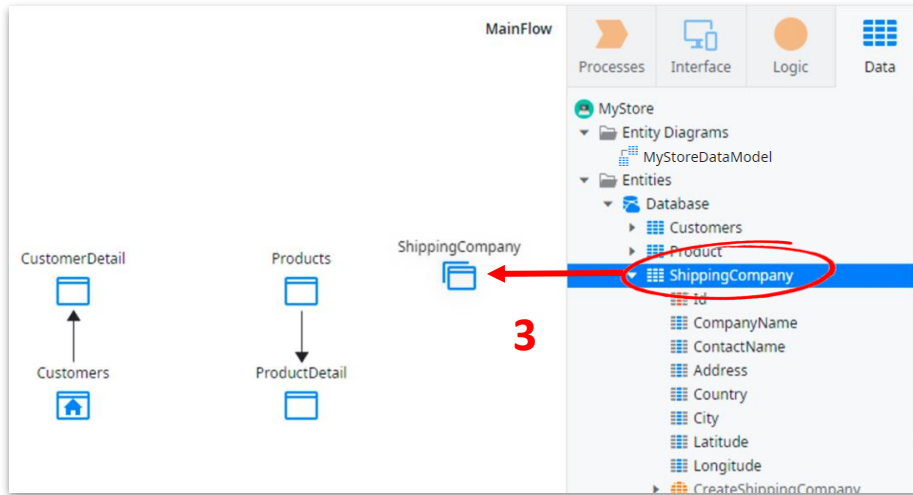 MainFlow
CustomerDetail
Products
ShippingCompany
3
Customers
ProductDetail
Processes
Interface
Logic
Data
MyStore
Entity Diagrams
MyStoreDataModel
Entities
Database
Customers
Product
ShippingCompany
Id
CompanyName
ContactName
Address
Country
City
Latitude
Longitude
CreateShippingCompany